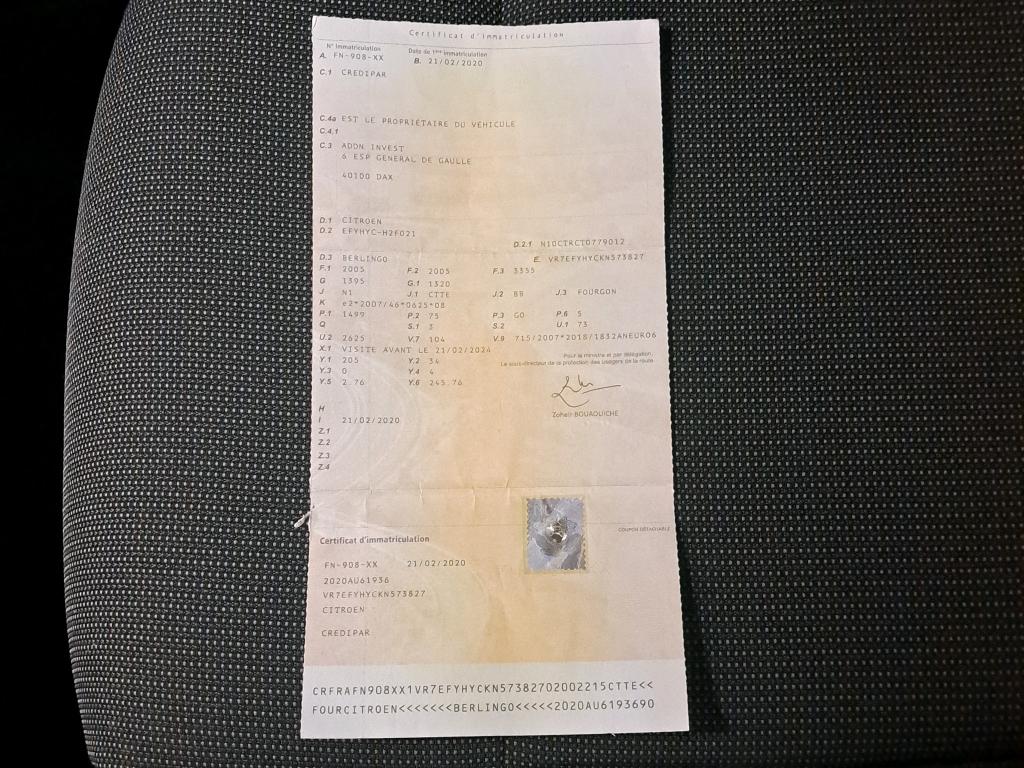 Certificat d'immatriculation
N° Immatriculation Date de 1ère immatriculation
A. FN-908-XX B. 21/02/2020
C.1 CREDIPAR
C.4a EST LE PROPRIÉTAIRE DU VÉHICULE
C.4.1
C.3 ADDN INVEST
6 ESP GENERAL DE GAULLE
40100 DAX
D.1 CITROEN
D.2 EFYHYC-H2F021
D.2.1 N10CTRCT0779012
D.3 BERLINGO E. VR7EFYHYCKN573827
F.1 2005 F.2 2005 F.3 3355
G 1395 G.1 1320
J N1 J.1 CTTE J.2 BB J.3 FOURGON
K e2*2007/46*0625*08
P.1 1499 P.2 75 P.3 GO P.6 5
Q S.1 3 S.2 U.1 73
U.2 2625 V.7 104 V.9 715/2007*2018/1832ANEURO6
X.1 VISITE AVANT LE 21/02/2024
Pour le ministre et par délégation,
Le sous-directeur de la protection des usagers de la route
Y.1 205 Y.2 34
Y.3 0 Y.4 4
Y.5 2.76 Y.6 245.76
Zoheir BOUAOUICHE
H
I 21/02/2020
Z.1
Z.2
Z.3
Z.4
COUPON DÉTACHABLE
Certificat d'immatriculation
FN-908-XX 21/02/2020
2020AU61936
VR7EFYHYCKN573827
CITROEN
CREDIPAR
CRFRAFN908XX1VR7EFYHYCKN57382702002215CTTE<<
FOURCITROEN<<<<<<<BERLINGO<<<<<2020AU6193690